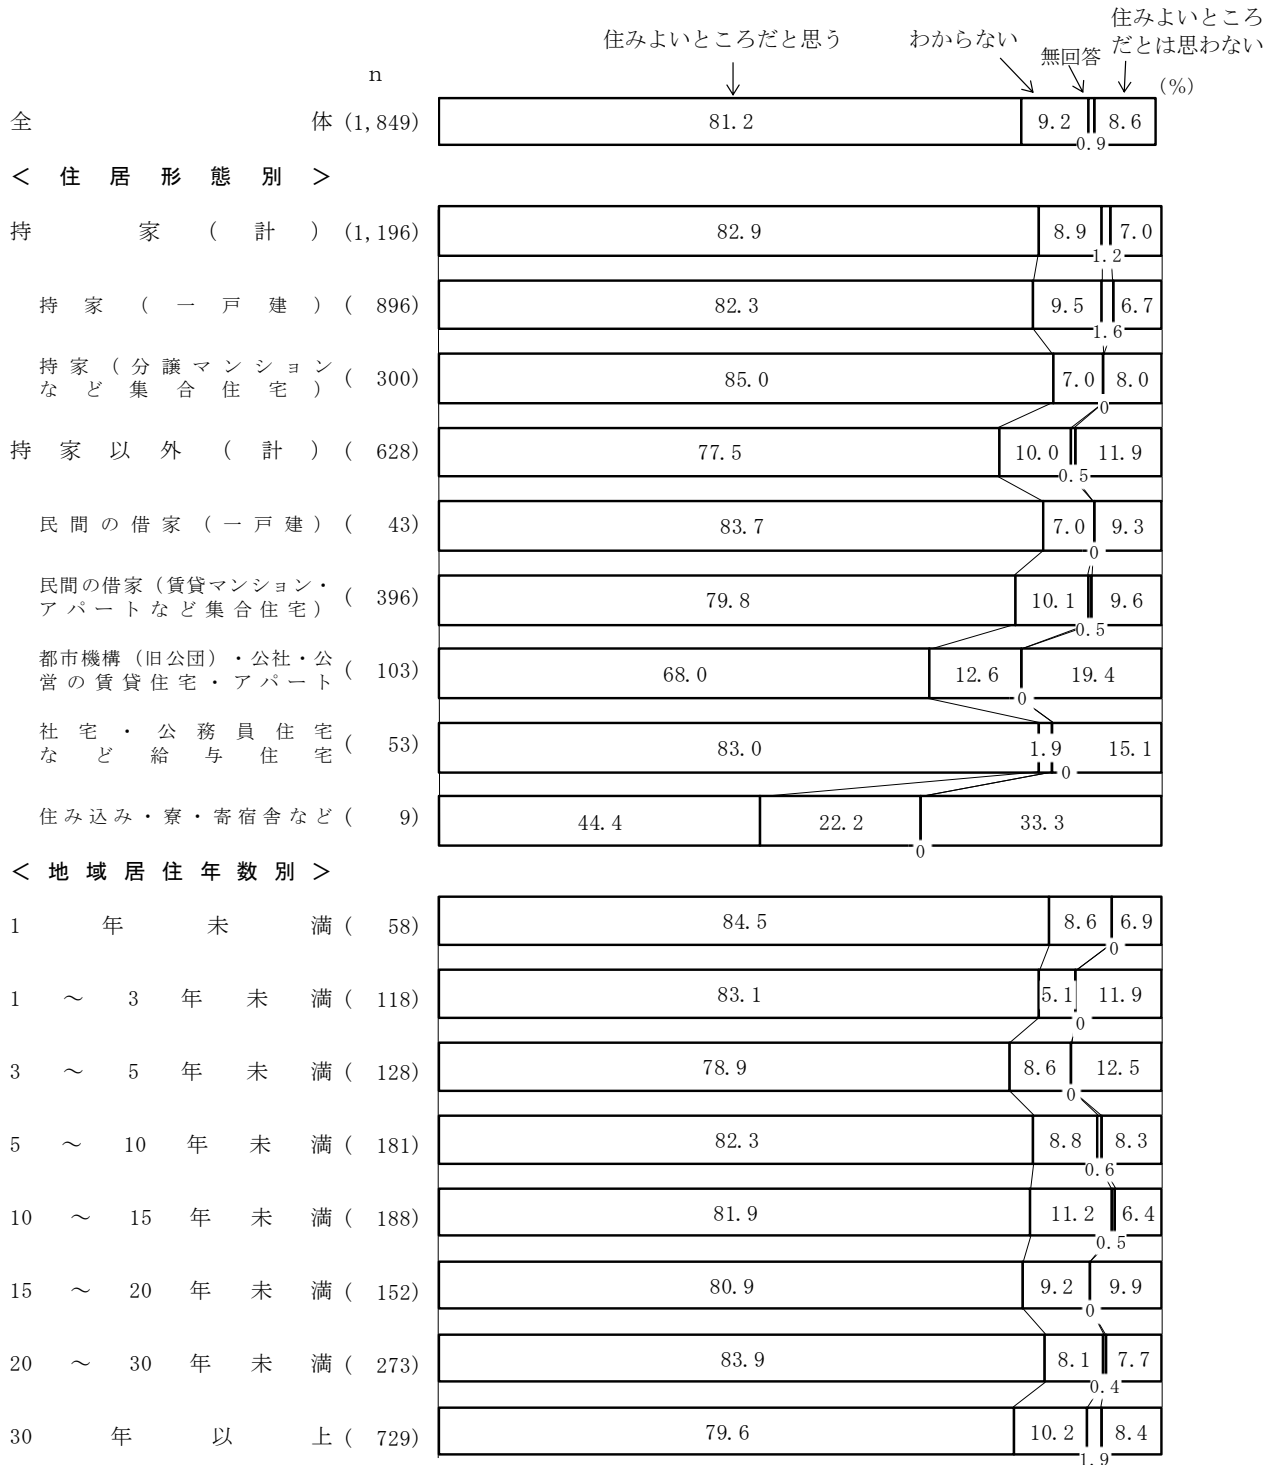 住みよいところだと思う
わからない
無回答
住みよいところ
だとは思わない
n
(%)
全体 (1,849) 81.2 9.2 0.9 8.6
＜住居形態別＞
持家（計） (1,196) 82.9 8.9 1.2 7.0
持家（一戸建） ( 896) 82.3 9.5 1.6 6.7
持家（分譲マンション
など集合住宅） ( 300) 85.0 7.0 0 8.0
持家以外（計） ( 628) 77.5 10.0 0.5 11.9
民間の借家（一戸建） ( 43) 83.7 7.0 0 9.3
民間の借家（賃貸マンション・
アパートなど集合住宅） ( 396) 79.8 10.1 0.5 9.6
都市機構（旧公団）・公社・公
営の賃貸住宅・アパート ( 103) 68.0 12.6 0 19.4
社宅・公務員住宅
など給与住宅 ( 53) 83.0 1.9 0 15.1
住み込み・寮・寄宿舎など ( 9) 44.4 22.2 0 33.3
＜地域居住年数別＞
1年未満 ( 58) 84.5 8.6 0 6.9
1～3年未満 ( 118) 83.1 5.1 0 11.9
3～5年未満 ( 128) 78.9 8.6 0 12.5
5～10年未満 ( 181) 82.3 8.8 0.6 8.3
10～15年未満 ( 188) 81.9 11.2 0.5 6.4
15～20年未満 ( 152) 80.9 9.2 0 9.9
20～30年未満 ( 273) 83.9 8.1 0.4 7.7
30年以上 ( 729) 79.6 10.2 1.9 8.4